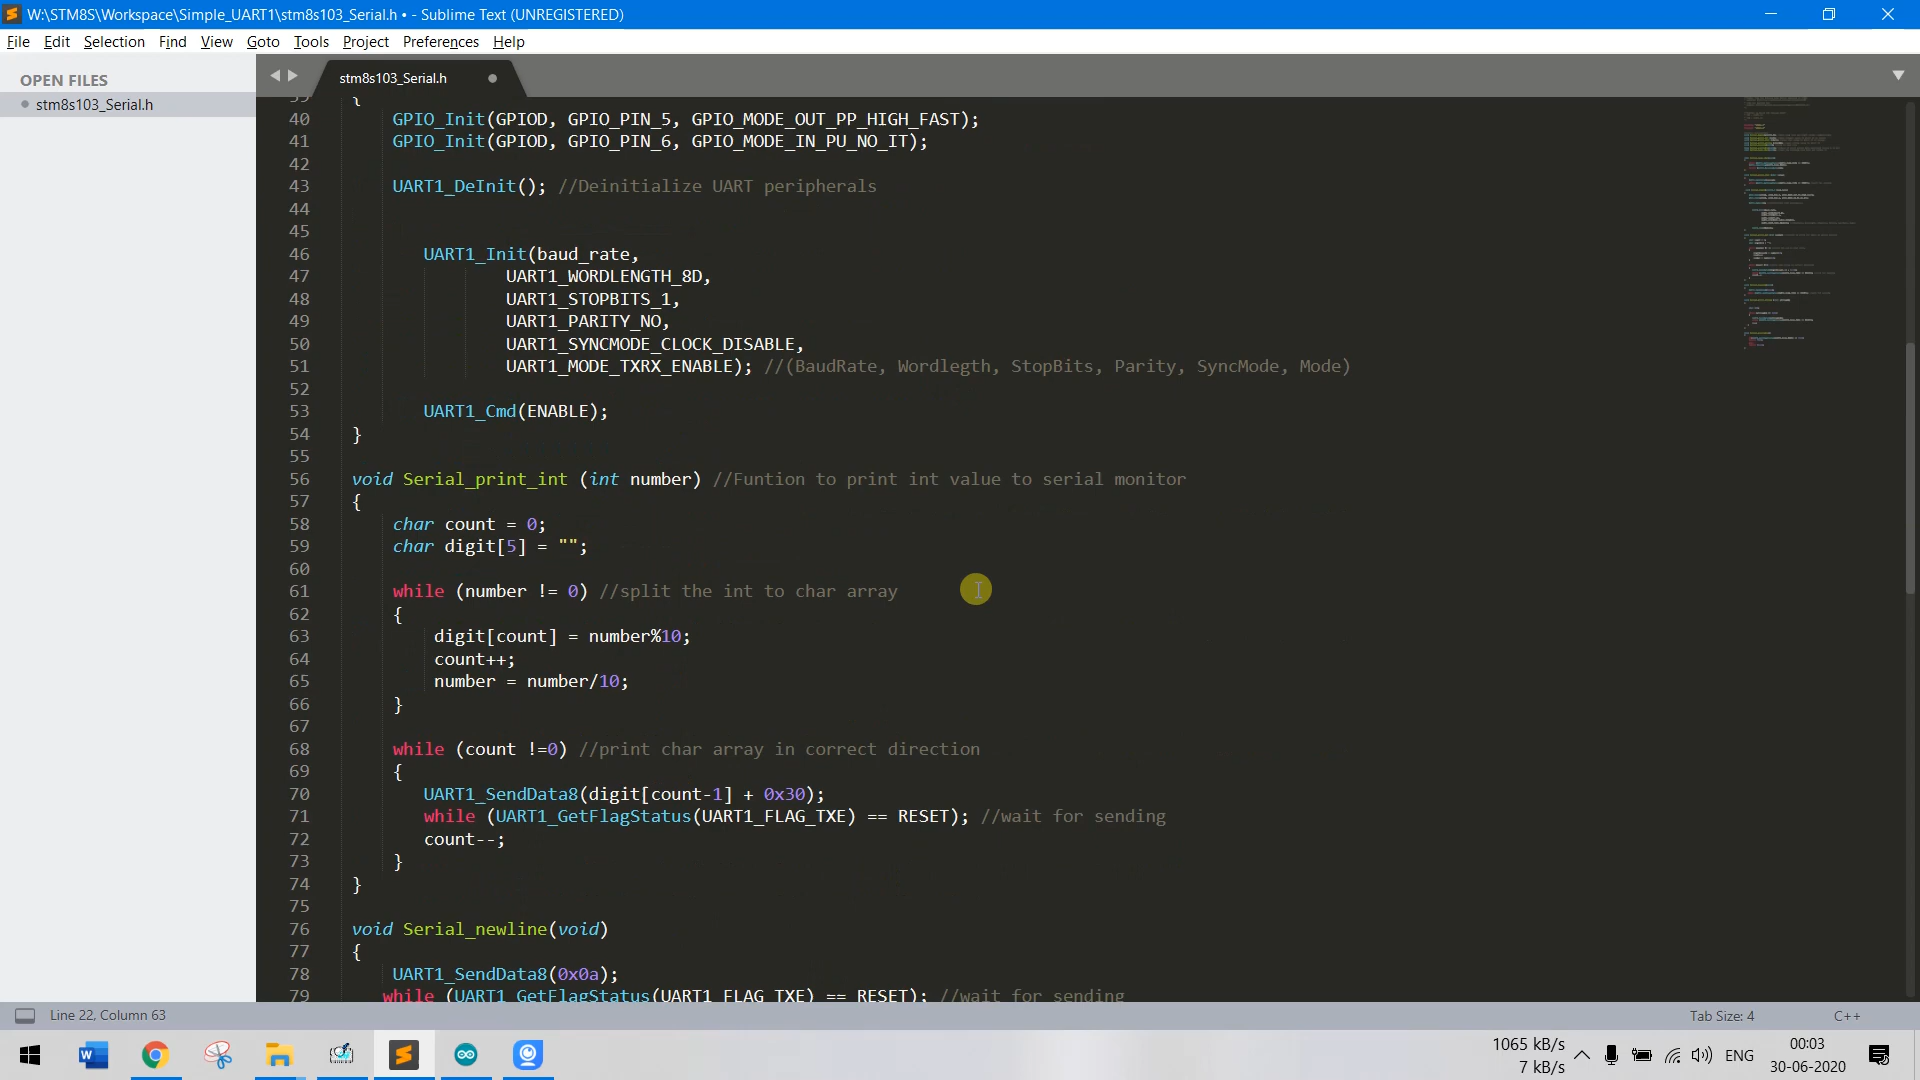 W:\STM8S\Workspace\Simple_UART1\stm8s103_Serial.h • - Sublime Text (UNREGISTERED)
File Edit Selection Find View Goto Tools Project Preferences Help
OPEN FILES
stm8s103_Serial.h
stm8s103_Serial.h
39 {
40 GPIO_Init(GPIOD, GPIO_PIN_5, GPIO_MODE_OUT_PP_HIGH_FAST);
41 GPIO_Init(GPIOD, GPIO_PIN_6, GPIO_MODE_IN_PU_NO_IT);
42
43 UART1_DeInit(); //Deinitialize UART peripherals
44
45
46 UART1_Init(baud_rate,
47 UART1_WORDLENGTH_8D,
48 UART1_STOPBITS_1,
49 UART1_PARITY_NO,
50 UART1_SYNCMODE_CLOCK_DISABLE,
51 UART1_MODE_TXRX_ENABLE); //(BaudRate, Wordlegth, StopBits, Parity, SyncMode, Mode)
52
53 UART1_Cmd(ENABLE);
54 }
55
56 void Serial_print_int (int number) //Funtion to print int value to serial monitor
57 {
58 char count = 0;
59 char digit[5] = "";
60
61 while (number != 0) //split the int to char array
62 {
63 digit[count] = number%10;
64 count++;
65 number = number/10;
66 }
67
68 while (count !=0) //print char array in correct direction
69 {
70 UART1_SendData8(digit[count-1] + 0x30);
71 while (UART1_GetFlagStatus(UART1_FLAG_TXE) == RESET); //wait for sending
72 count--;
73 }
74 }
75
76 void Serial_newline(void)
77 {
78 UART1_SendData8(0x0a);
79 while (UART1_GetFlagStatus(UART1_FLAG_TXE) == RESET); //wait for sending
Line 22, Column 63 Tab Size: 4 C++
1065 kB/s
7 kB/s
ENG
00:03
30-06-2020